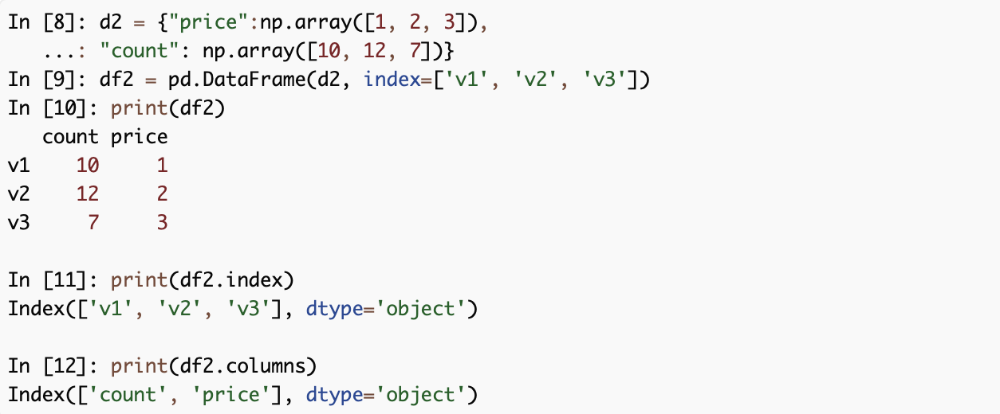 In [8]: d2 = {"price":np.array([1, 2, 3]),
   ...: "count": np.array([10, 12, 7])}
In [9]: df2 = pd.DataFrame(d2, index=['v1', 'v2', 'v3'])
In [10]: print(df2)
   count price
v1    10     1
v2    12     2
v3     7     3

In [11]: print(df2.index)
Index(['v1', 'v2', 'v3'], dtype='object')

In [12]: print(df2.columns)
Index(['count', 'price'], dtype='object')